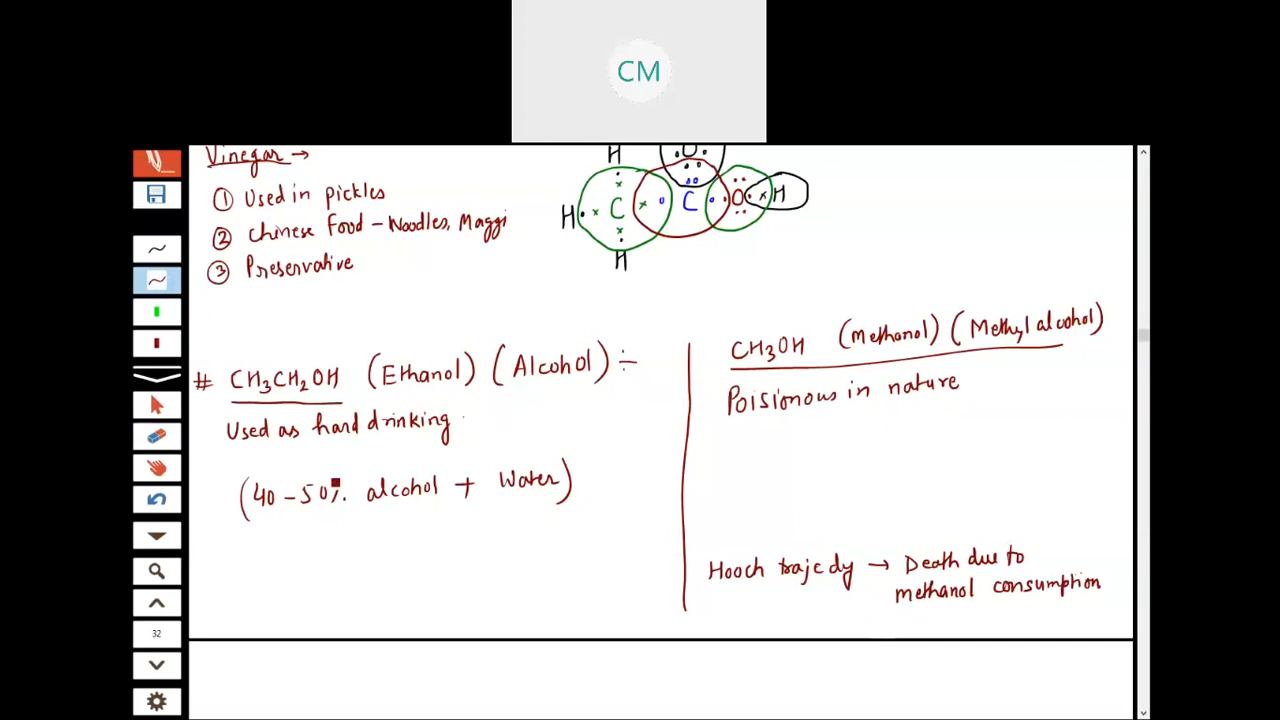 CM
Vinegar →
① Used in pickles
② Chinese Food - Noodles, Maggi
③ Preservative
H O
H C C O H
H
# CH₃CH₂OH (Ethanol) (Alcohol) ÷
Used as hard drinking
(40-50% alcohol + Water)
CH₃OH (Methanol) (Methyl alcohol)
Poisionous in nature
Hooch trajedy → Death due to
methanol consumption
32